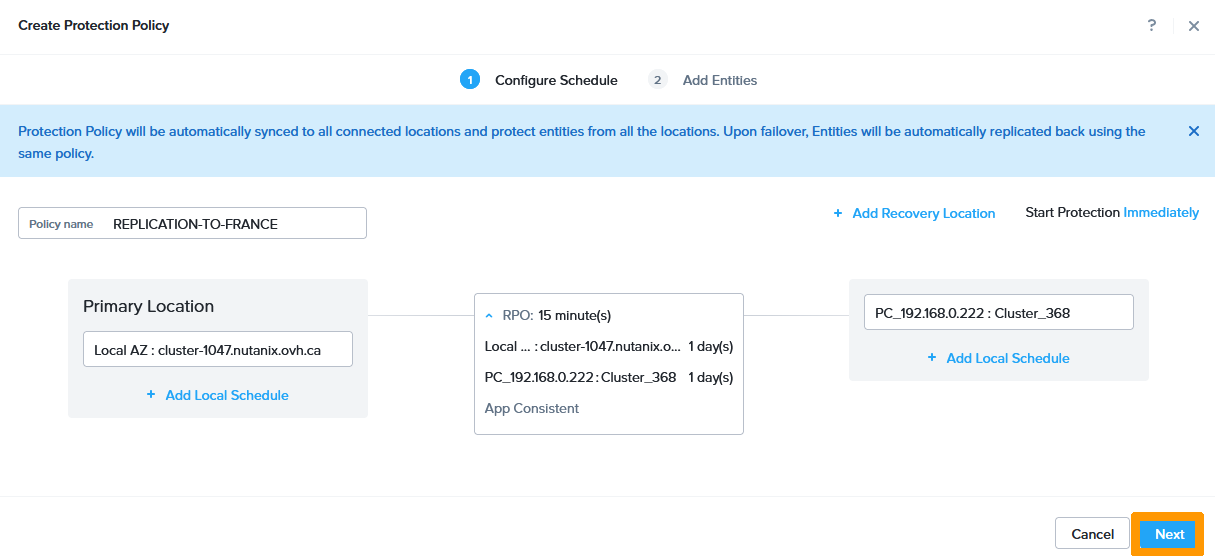 Create Protection Policy
?
1 Configure Schedule 2 Add Entities
Protection Policy will be automatically synced to all connected locations and protect entities from all the locations. Upon failover, Entities will be automatically replicated back using the
same policy.
Policy name REPLICATION-TO-FRANCE
+ Add Recovery Location Start Protection Immediately
Primary Location
Local AZ : cluster-1047.nutanix.ovh.ca
+ Add Local Schedule
RPO: 15 minute(s)
Local ... : cluster-1047.nutanix.o... 1 day(s)
PC_192.168.0.222 : Cluster_368 1 day(s)
App Consistent
PC_192.168.0.222 : Cluster_368
+ Add Local Schedule
Cancel Next